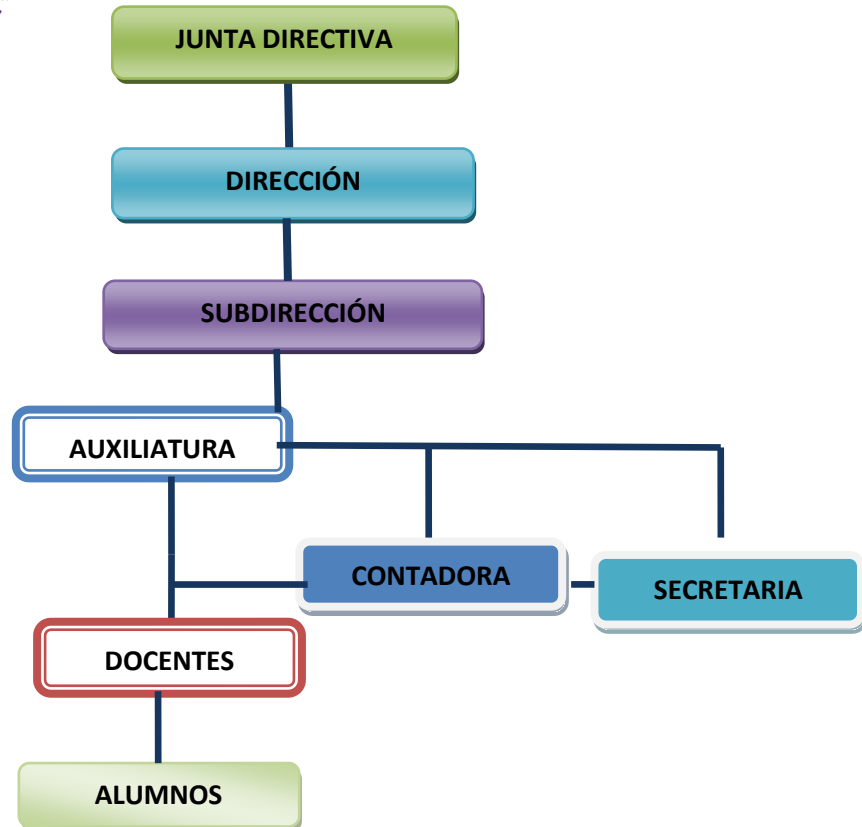 JUNTA DIRECTIVA
DIRECCIÓN
SUBDIRECCIÓN
AUXILIATURA
CONTADORA
SECRETARIA
DOCENTES
ALUMNOS